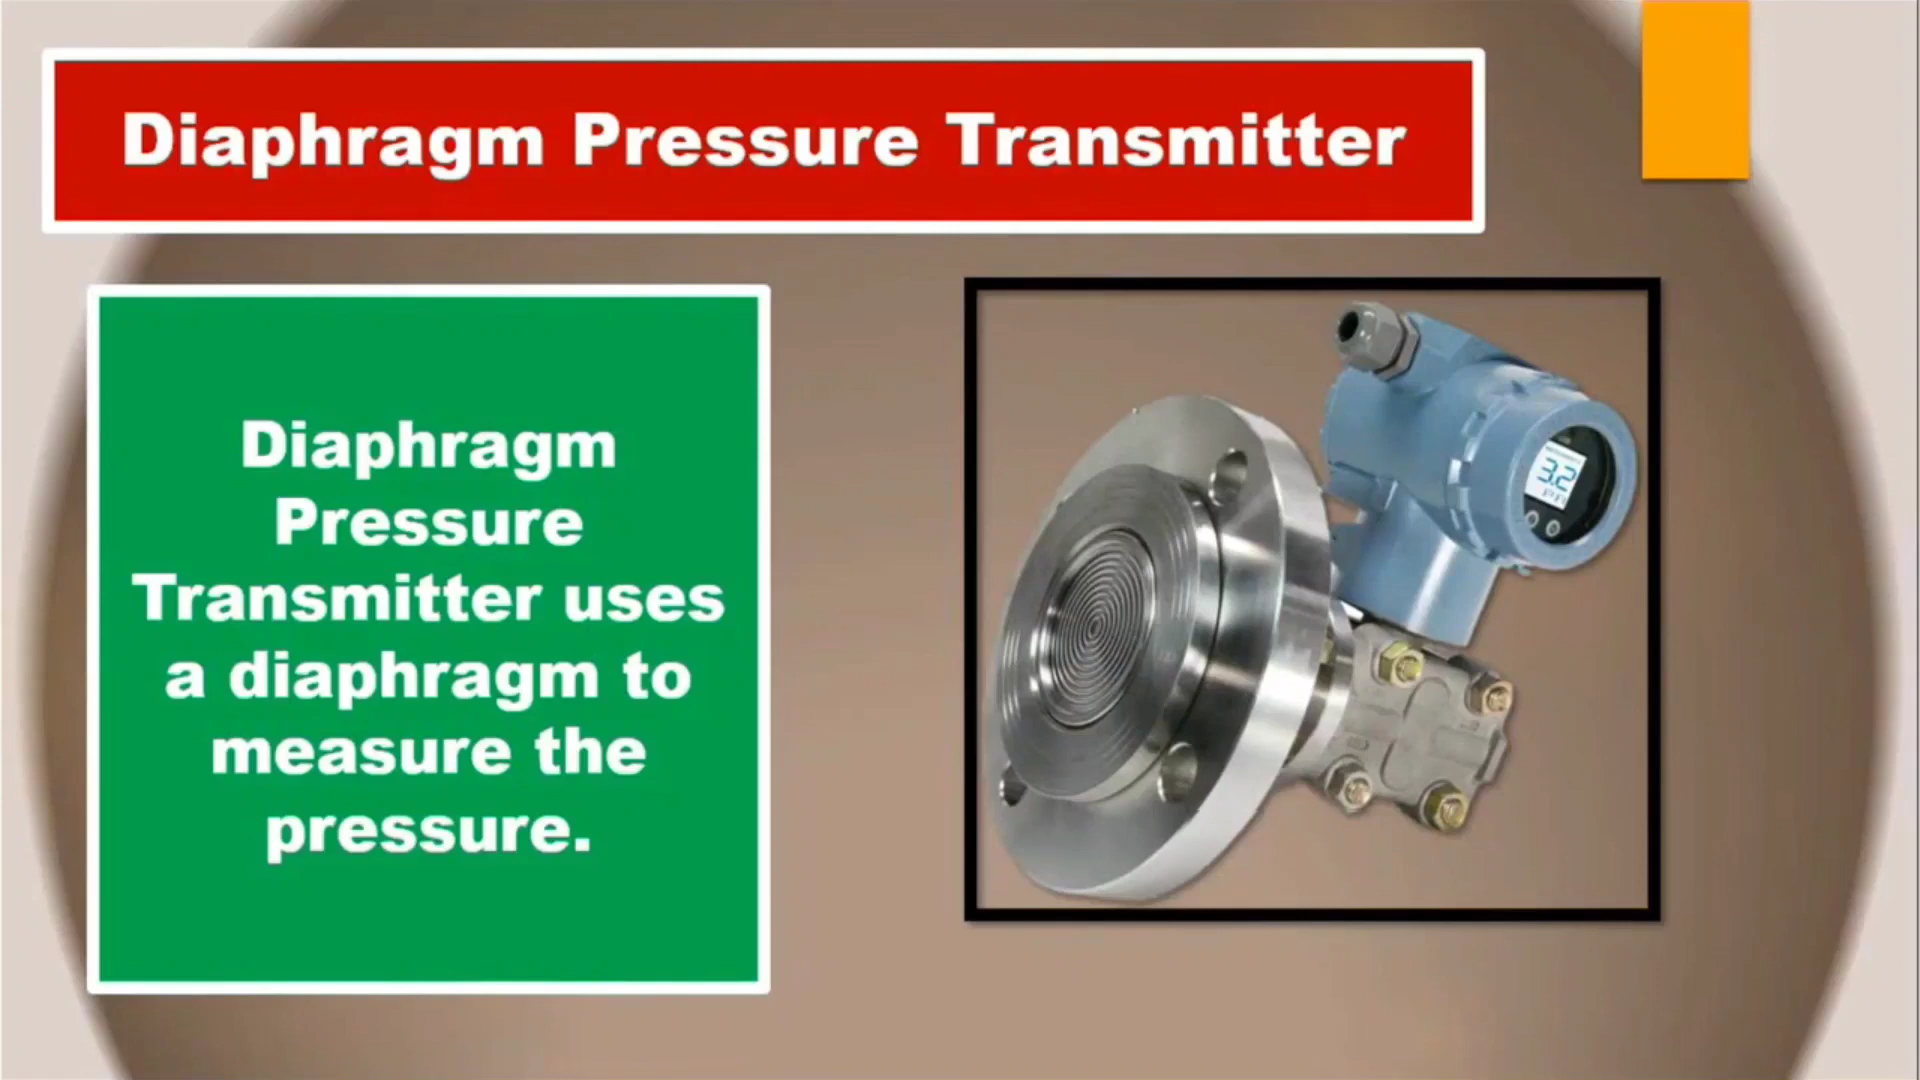 Diaphragm Pressure Transmitter
Diaphragm
Pressure
Transmitter uses
a diaphragm to
measure the
pressure.
3.2